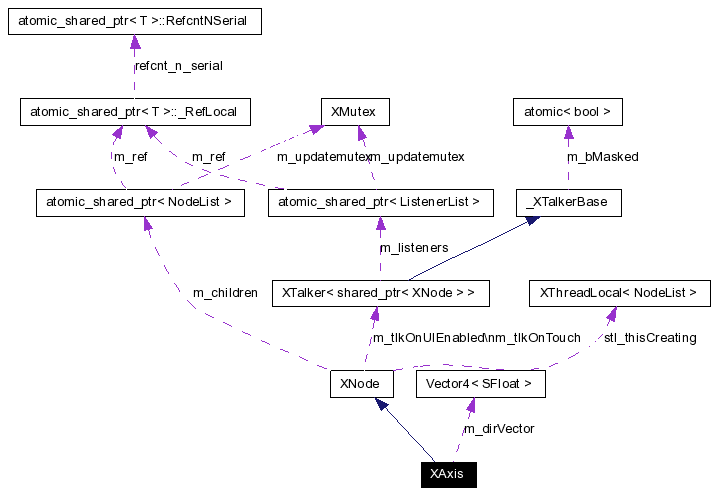 atomic_shared_ptr< T >::RefcntNSerial
refcnt_n_serial
atomic_shared_ptr< T >::_RefLocal
XMutex
atomic< bool >
m_ref
m_ref
m_updatemutex
m_updatemutex
m_bMasked
atomic_shared_ptr< NodeList >
atomic_shared_ptr< ListenerList >
_XTalkerBase
m_listeners
m_children
XTalker< shared_ptr< XNode > >
XThreadLocal< NodeList >
m_tlkOnUIEnabled\nm_tlkOnTouch
stl_thisCreating
XNode
Vector4< SFloat >
m_dirVector
XAxis